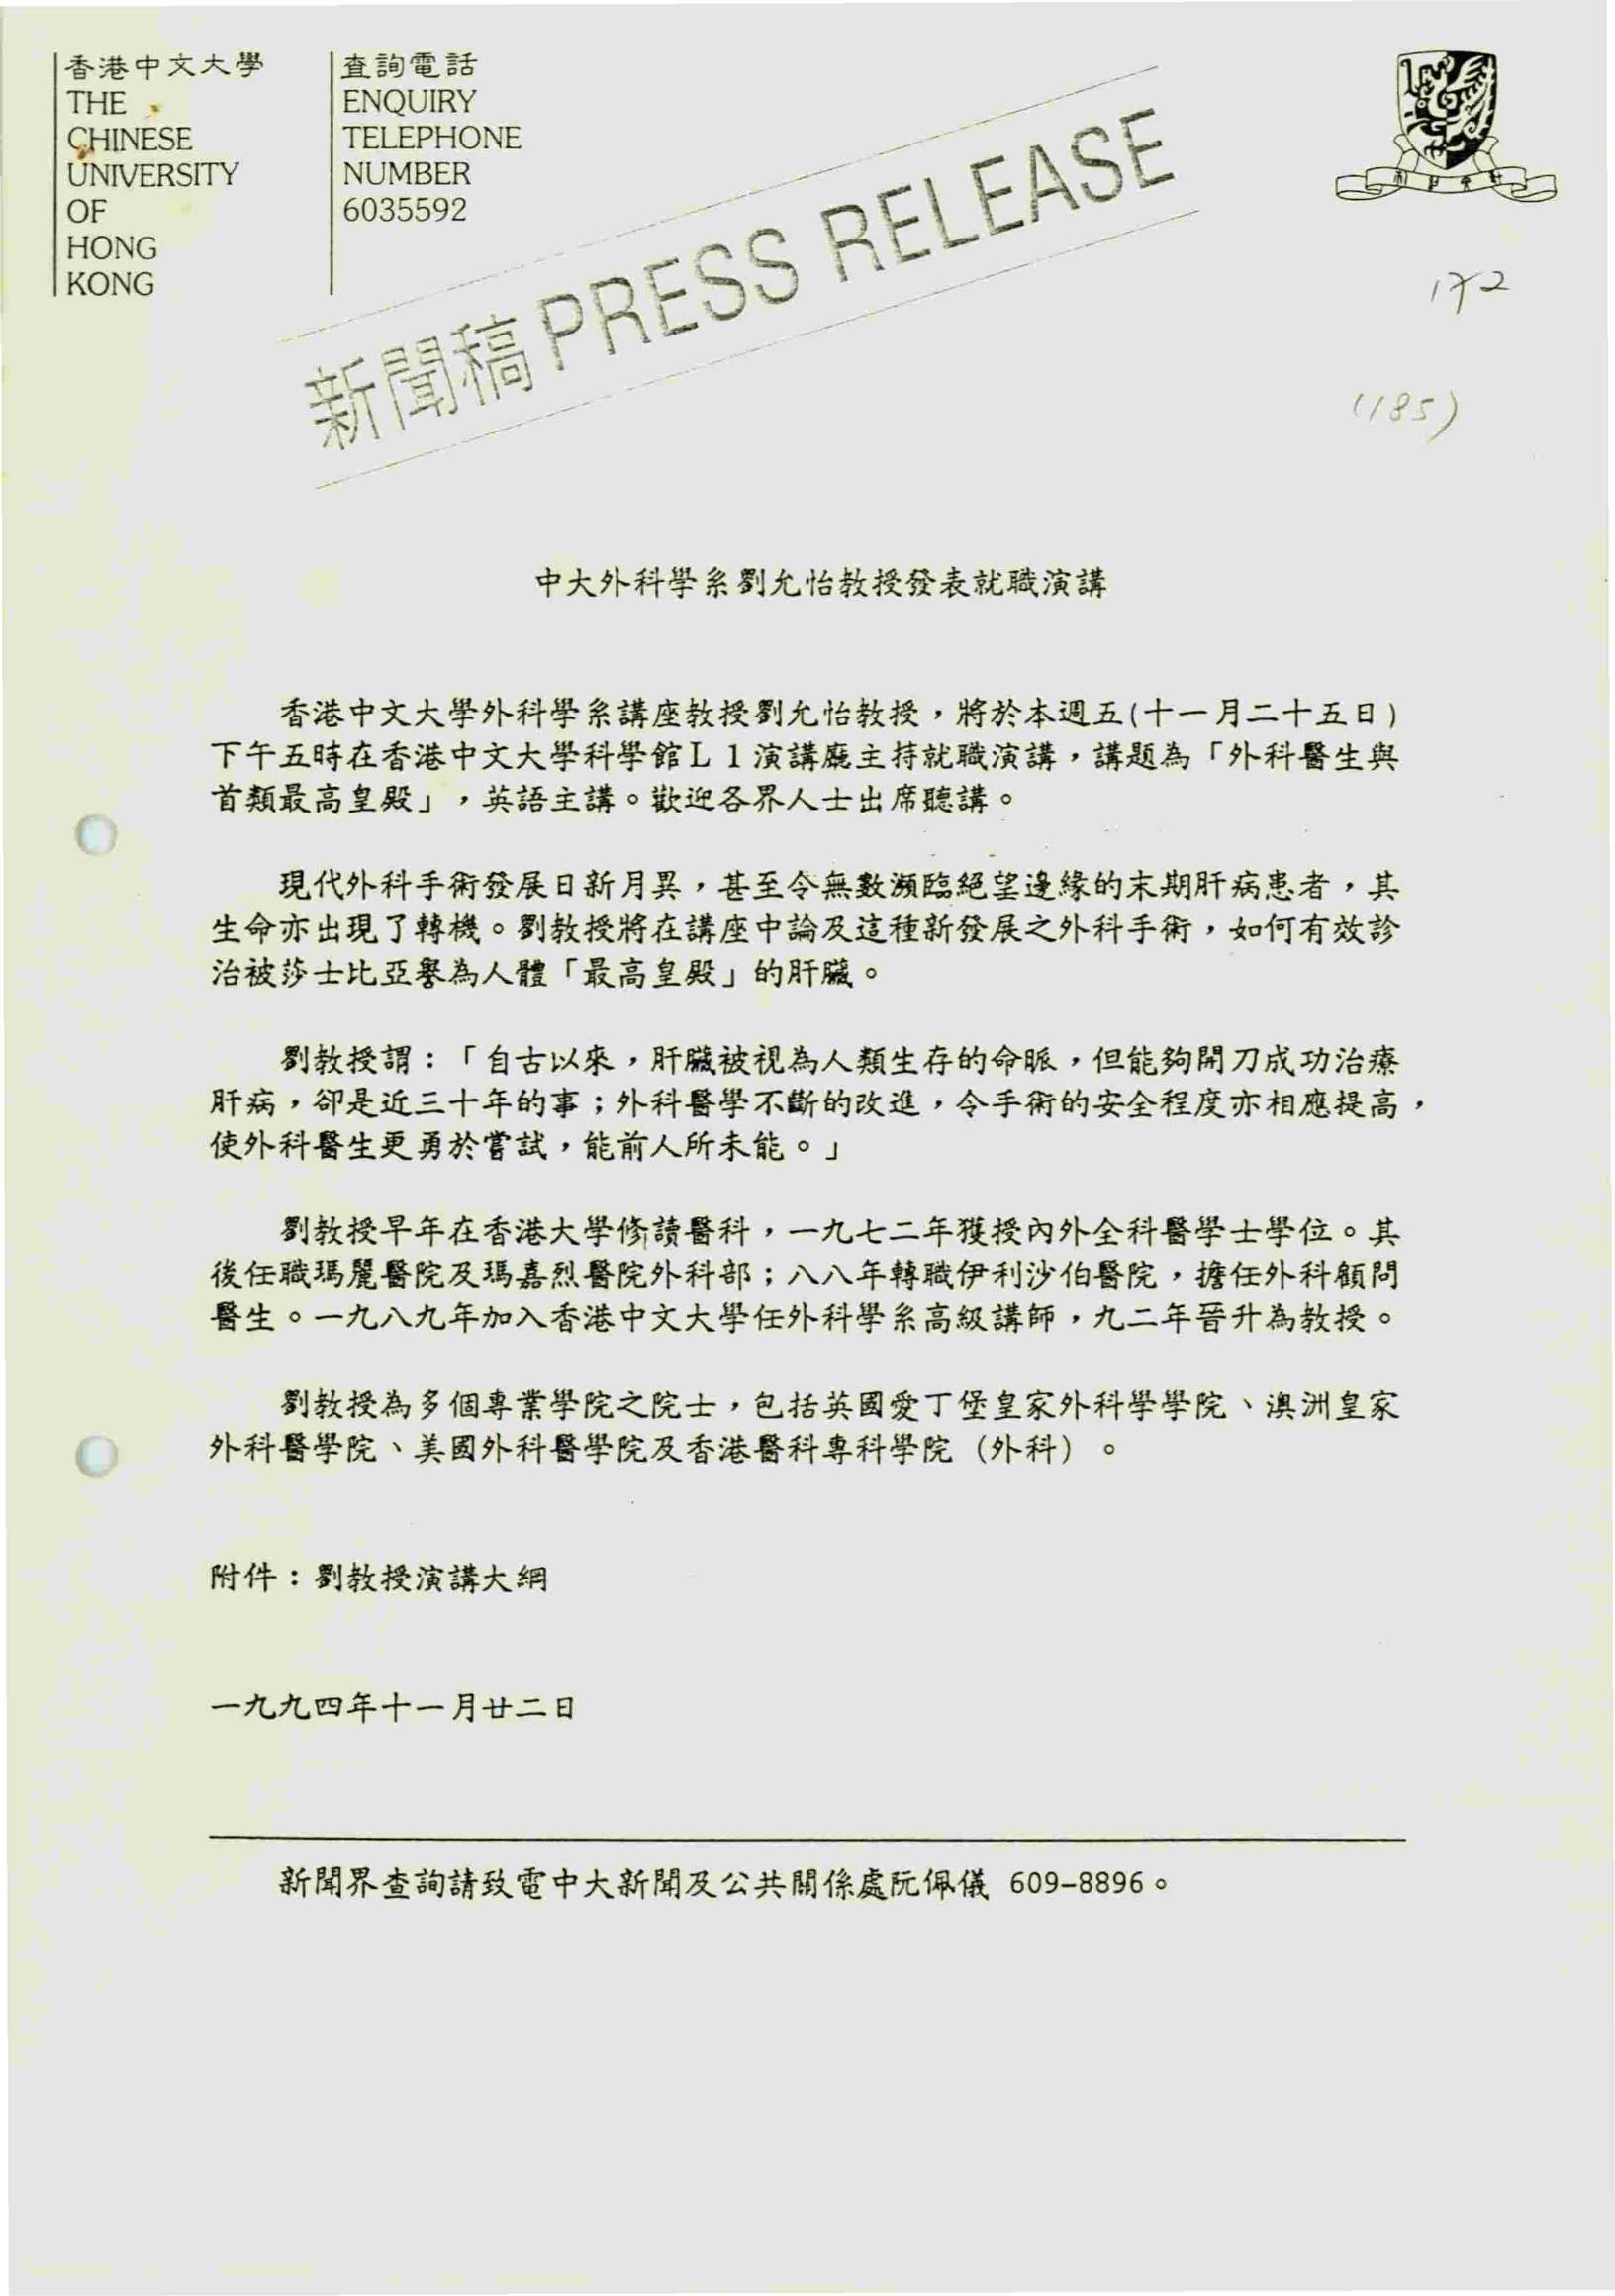 香港中文大學
THE
CHINESE
UNIVERSITY
OF
HONG
KONG
查詢電話
ENQUIRY
TELEPHONE
NUMBER
6035592
新聞稿 PRESS RELEASE
172
(185)
中大外科學系劉允怡教授發表就職演講
香港中文大學外科學系講座教授劉允怡教授，將於本週五(十一月二十五日)
下午五時在香港中文大學科學館L1演講廳主持就職演講，講題為「外科醫生與
首類最高皇殿」，英語主講。歡迎各界人士出席聽講。
現代外科手術發展日新月異，甚至令無數瀕臨絕望邊緣的末期肝病患者，其
生命亦出現了轉機。劉教授將在講座中論及這種新發展之外科手術，如何有效診
治被莎士比亞譽為人體「最高皇殿」的肝臟。
劉教授謂：「自古以來，肝臟被視為人類生存的命脈，但能夠開刀成功治療
肝病，卻是近三十年的事；外科醫學不斷的改進，令手術的安全程度亦相應提高，
使外科醫生更勇於嘗試，能前人所未能。」
劉教授早年在香港大學修讀醫科，一九七二年獲授內外全科醫學士學位。其
後任職瑪麗醫院及瑪嘉烈醫院外科部；八八年轉職伊利沙伯醫院，擔任外科顧問
醫生。一九八九年加入香港中文大學任外科學系高級講師，九二年晉升為教授。
劉教授為多個專業學院之院士，包括英國愛丁堡皇家外科學學院、澳洲皇家
外科醫學院、美國外科醫學院及香港醫科專科學院（外科）。
附件：劉教授演講大綱
一九九四年十一月廿二日
新聞界查詢請致電中大新聞及公共關係處阮佩儀 609-8896。